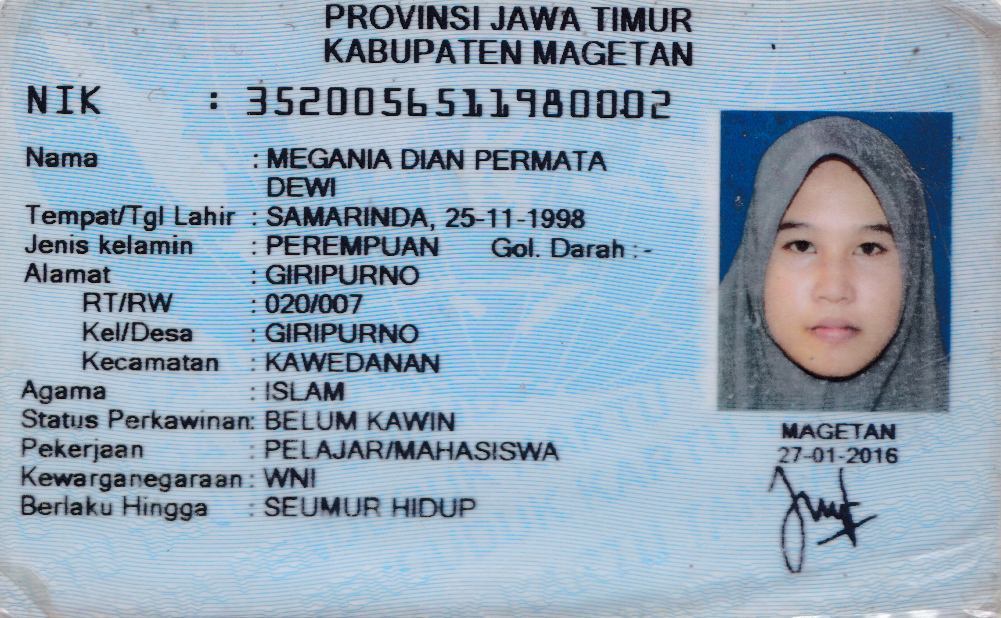 PROVINSI JAWA TIMUR
KABUPATEN MAGETAN
NIK : 3520056511980002
Nama : MEGANIA DIAN PERMATA
DEWI
Tempat/Tgl Lahir : SAMARINDA, 25-11-1998
Jenis kelamin : PEREMPUAN Gol. Darah : -
Alamat : GIRIPURNO
RT/RW : 020/007
Kel/Desa : GIRIPURNO
Kecamatan : KAWEDANAN
Agama : ISLAM
Status Perkawinan: BELUM KAWIN
Pekerjaan : PELAJAR/MAHASISWA
Kewarganegaraan : WNI
Berlaku Hingga : SEUMUR HIDUP
MAGETAN
27-01-2016